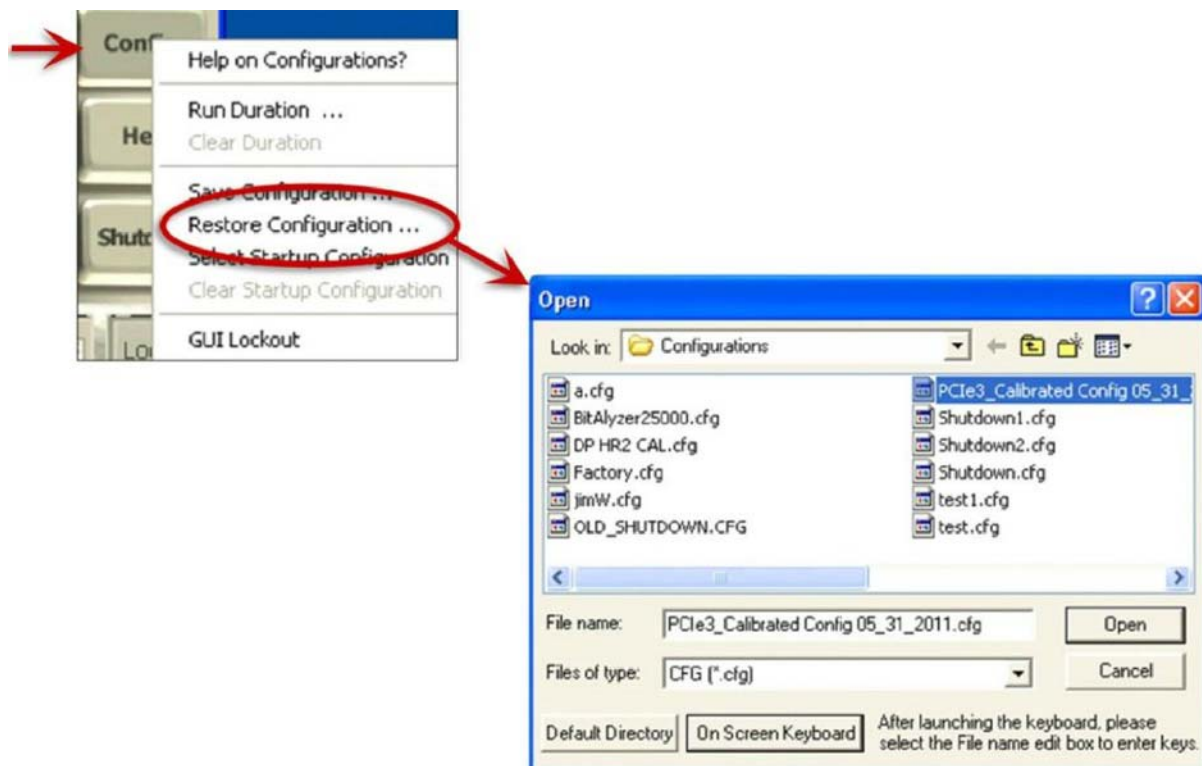 Help on Configurations?
Run Duration ...
Clear Duration
Save Configuration ...
Restore Configuration ...
Select Startup Configuration
Clear Startup Configuration
GUI Lockout
Open
Look in: Configurations
a.cfg
BitAlyzer25000.cfg
DP HR2 CAL.cfg
Factory.cfg
jimW.cfg
OLD_SHUTDOWN.CFG
PCIe3_Calibrated Config 05_31_
Shutdown1.cfg
Shutdown2.cfg
Shutdown.cfg
test1.cfg
test.cfg
File name: PCIe3_Calibrated Config 05_31_2011.cfg Open
Files of type: CFG (*.cfg) Cancel
Default Directory On Screen Keyboard
After launching the keyboard, please
select the File name edit box to enter keys.